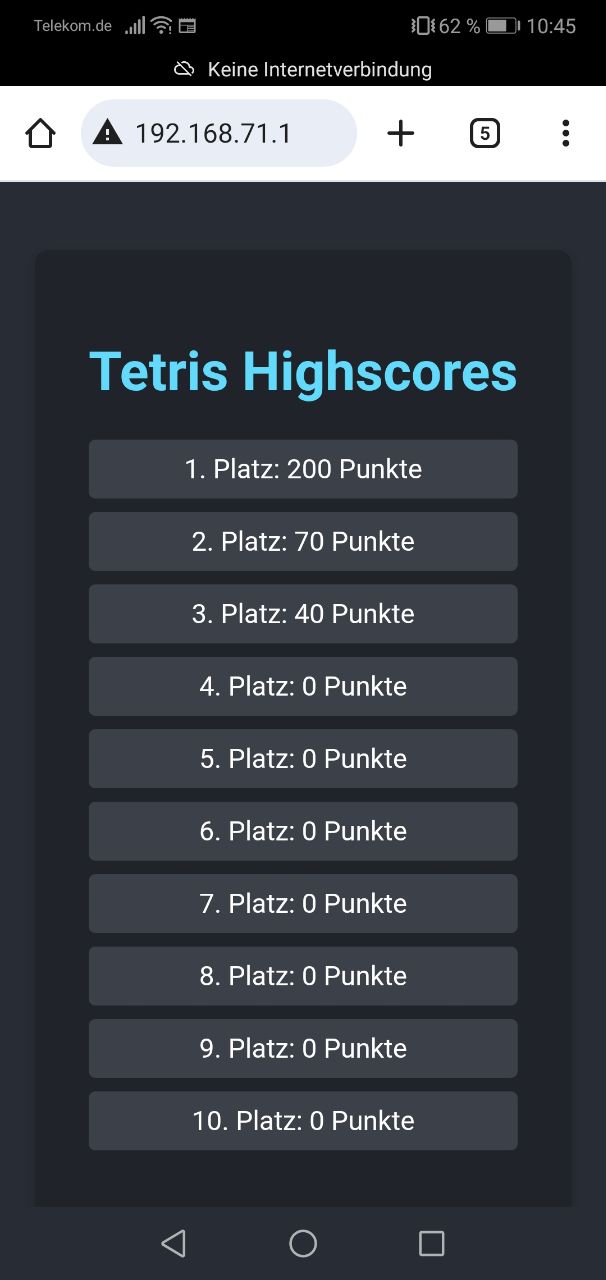 Telekom.de 62 % 10:45
Keine Internetverbindung
192.168.71.1 5
Tetris Highscores
1. Platz: 200 Punkte
2. Platz: 70 Punkte
3. Platz: 40 Punkte
4. Platz: 0 Punkte
5. Platz: 0 Punkte
6. Platz: 0 Punkte
7. Platz: 0 Punkte
8. Platz: 0 Punkte
9. Platz: 0 Punkte
10. Platz: 0 Punkte